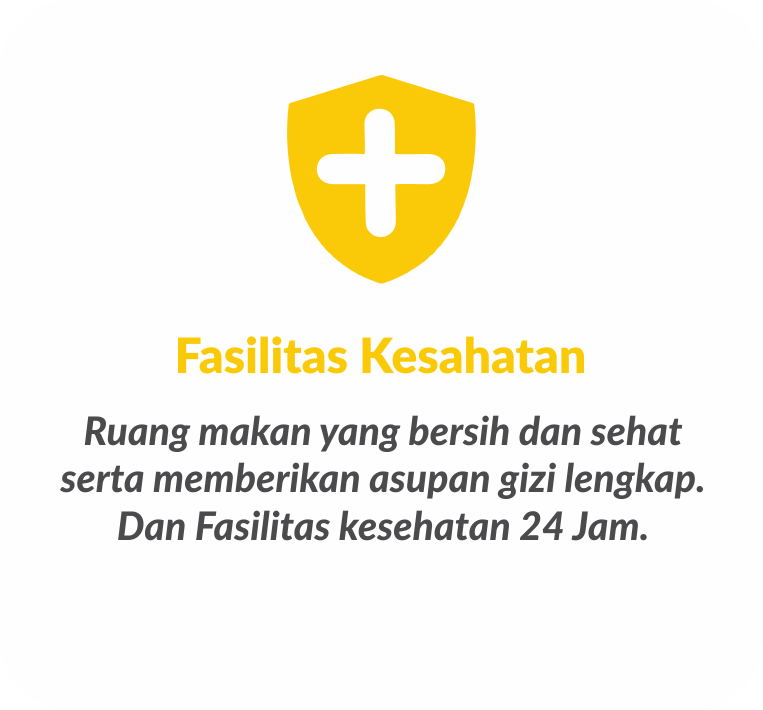 Fasilitas Kesahatan
Ruang makan yang bersih dan sehat
serta memberikan asupan gizi lengkap.
Dan Fasilitas kesehatan 24 Jam.